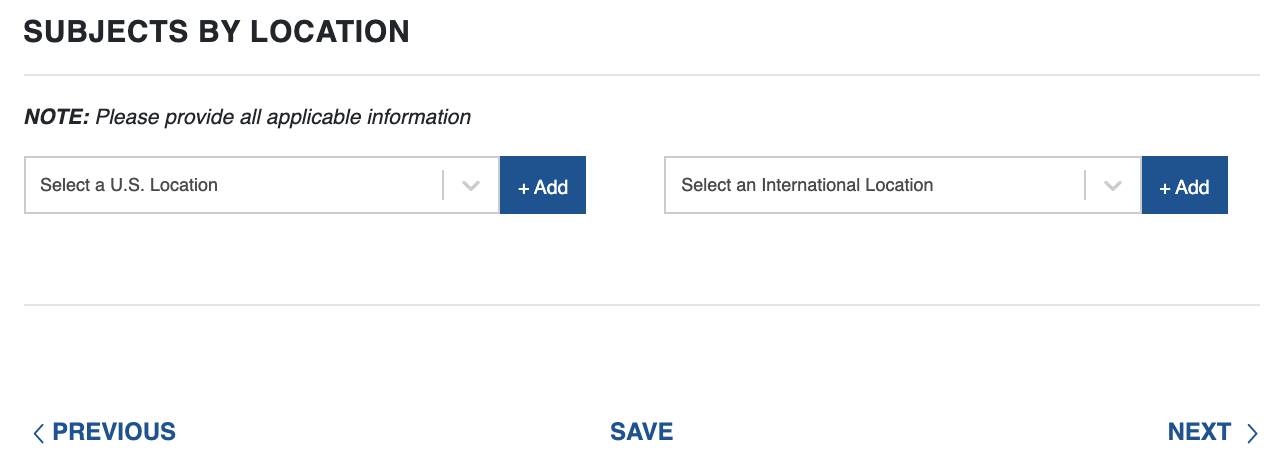 SUBJECTS BY LOCATION
NOTE: Please provide all applicable information
Select a U.S. Location
+ Add
Select an International Location
+ Add
PREVIOUS
SAVE
NEXT